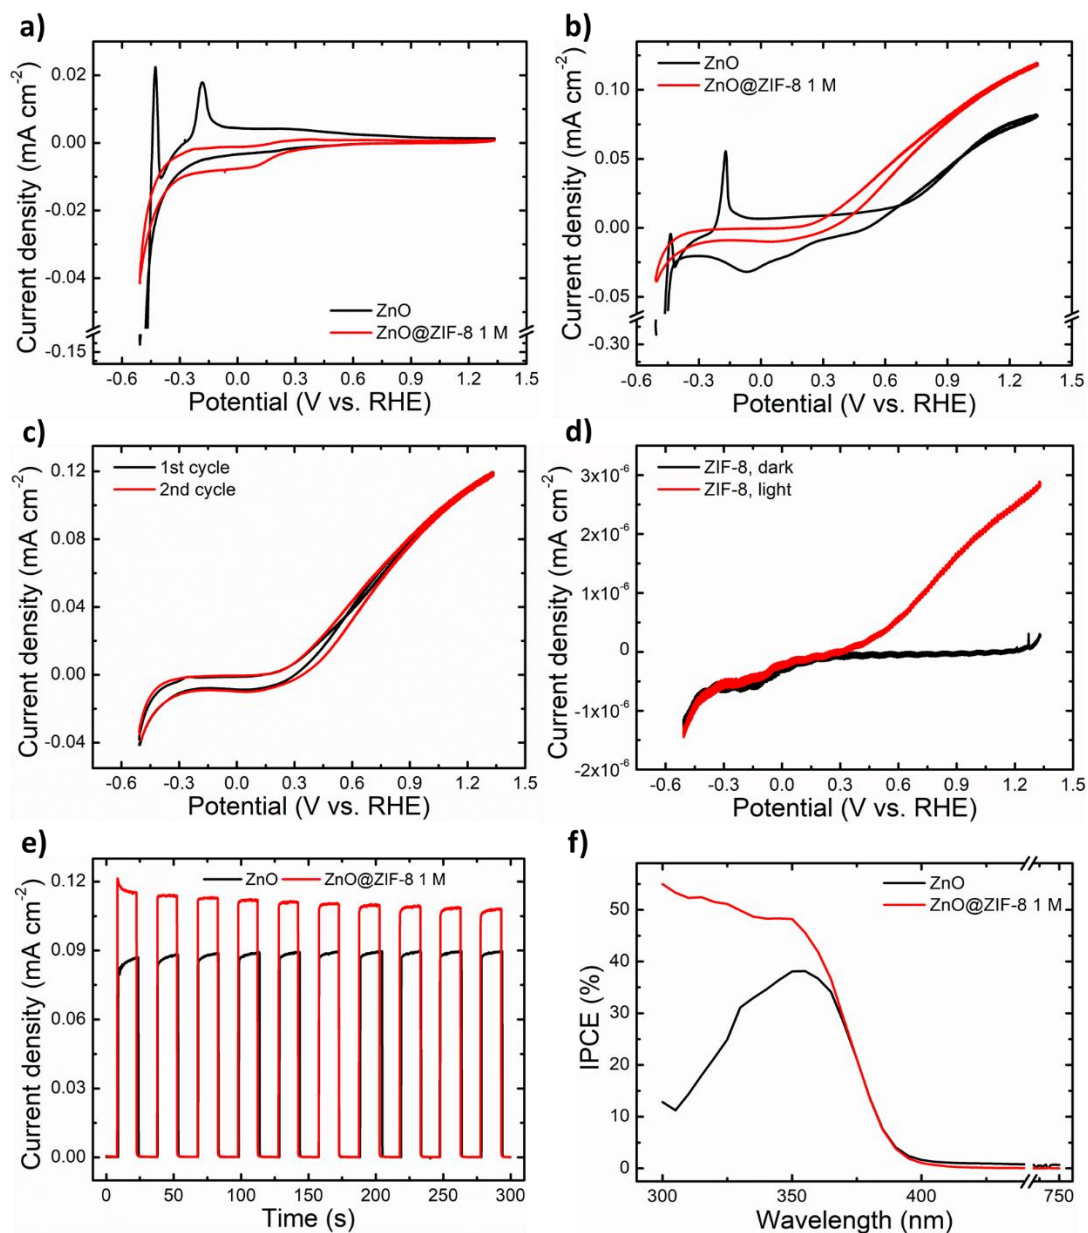 a)
Current density (mA cm⁻²)
0.02
0.00
-0.02
-0.04
-0.15
ZnO
ZnO@ZIF-8 1 M
-0.6 -0.3 0.0 0.3 0.6 0.9 1.2 1.5
Potential (V vs. RHE)
b)
Current density (mA cm⁻²)
ZnO
ZnO@ZIF-8 1 M
0.10
0.05
0.00
-0.05
-0.30
-0.6 -0.3 0.0 0.3 0.6 0.9 1.2 1.5
Potential (V vs. RHE)
c)
Current density (mA cm⁻²)
1st cycle
2nd cycle
0.12
0.08
0.04
0.00
-0.04
-0.6 -0.3 0.0 0.3 0.6 0.9 1.2 1.5
Potential (V vs. RHE)
d)
Current density (mA cm⁻²)
ZIF-8, dark
ZIF-8, light
3x10⁻⁶
2x10⁻⁶
1x10⁻⁶
0
-1x10⁻⁶
-2x10⁻⁶
-0.6 -0.3 0.0 0.3 0.6 0.9 1.2 1.5
Potential (V vs. RHE)
e)
Current density (mA cm⁻²)
ZnO ZnO@ZIF-8 1 M
0.12
0.09
0.06
0.03
0.00
0 50 100 150 200 250 300
Time (s)
f)
IPCE (%)
ZnO
ZnO@ZIF-8 1 M
60
50
40
30
20
10
0
300 350 400 750
Wavelength (nm)